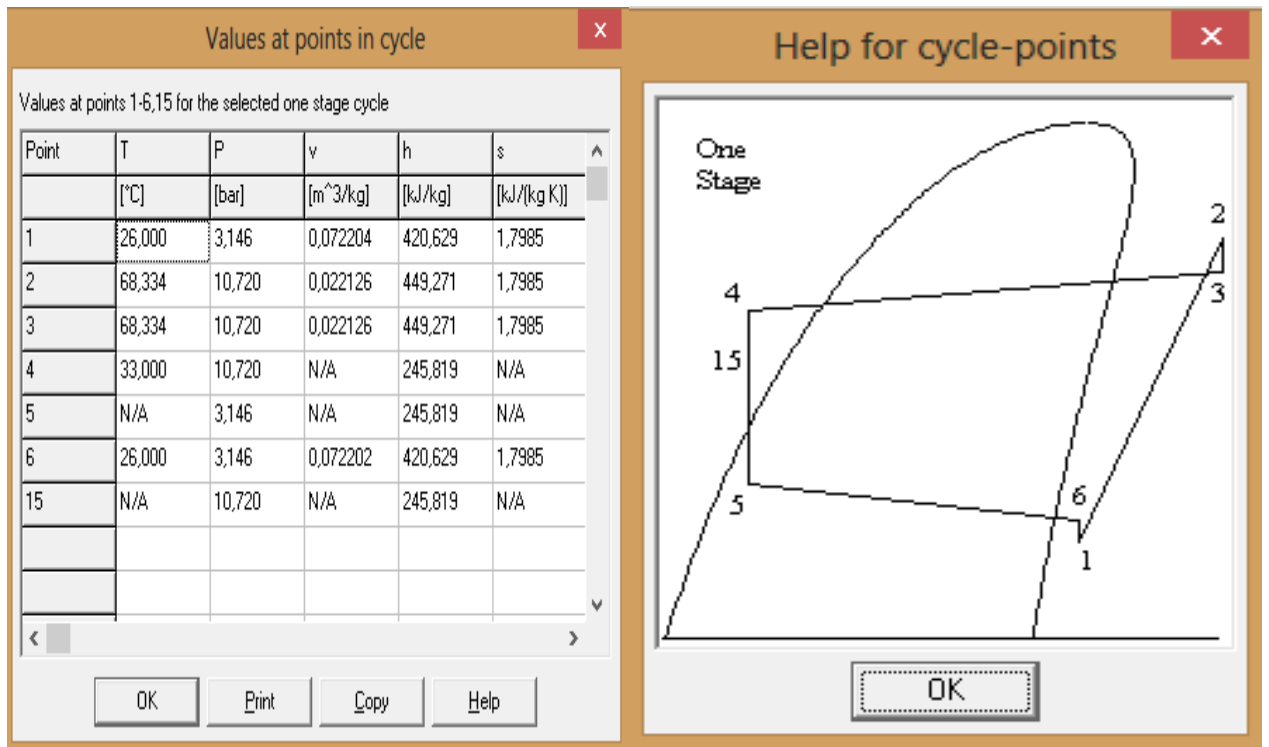 Values at points in cycle
x
Values at points 1-6,15 for the selected one stage cycle
Point T P v h s
[°C] [bar] [m^3/kg] [kJ/kg] [kJ/(kg K)]
1 26,000 3,146 0,072204 420,629 1,7985
2 68,334 10,720 0,022126 449,271 1,7985
3 68,334 10,720 0,022126 449,271 1,7985
4 33,000 10,720 N/A 245,819 N/A
5 N/A 3,146 N/A 245,819 N/A
6 26,000 3,146 0,072202 420,629 1,7985
15 N/A 10,720 N/A 245,819 N/A
OK Print Copy Help
Help for cycle-points
x
One
Stage
2
4
3
15
6
5
1
OK